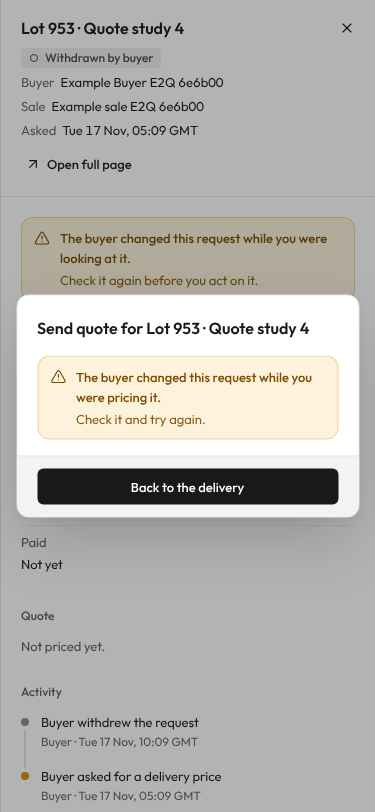 Lot 953 · Quote study 4
Withdrawn by buyer
Buyer Example Buyer E2Q 6e6b00
Sale Example sale E2Q 6e6b00
Asked Tue 17 Nov, 05:09 GMT
Open full page
The buyer changed this request while you were
looking at it.
Check it again before you act on it.
Send quote for Lot 953 · Quote study 4
The buyer changed this request while you
were pricing it.
Check it and try again.
Back to the delivery
Paid
Not yet
Quote
Not priced yet.
Activity
Buyer withdrew the request
Buyer · Tue 17 Nov, 10:09 GMT
Buyer asked for a delivery price
Buyer · Tue 17 Nov, 05:09 GMT